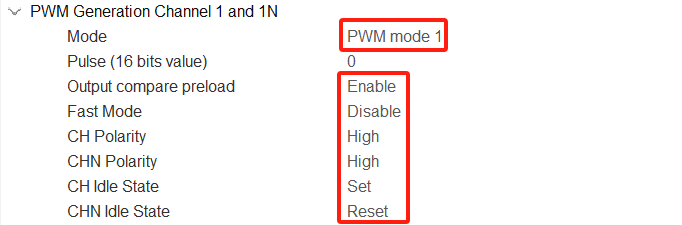 PWM Generation Channel 1 and 1N
Mode PWM mode 1
Pulse (16 bits value) 0
Output compare preload Enable
Fast Mode Disable
CH Polarity High
CHN Polarity High
CH Idle State Set
CHN Idle State Reset